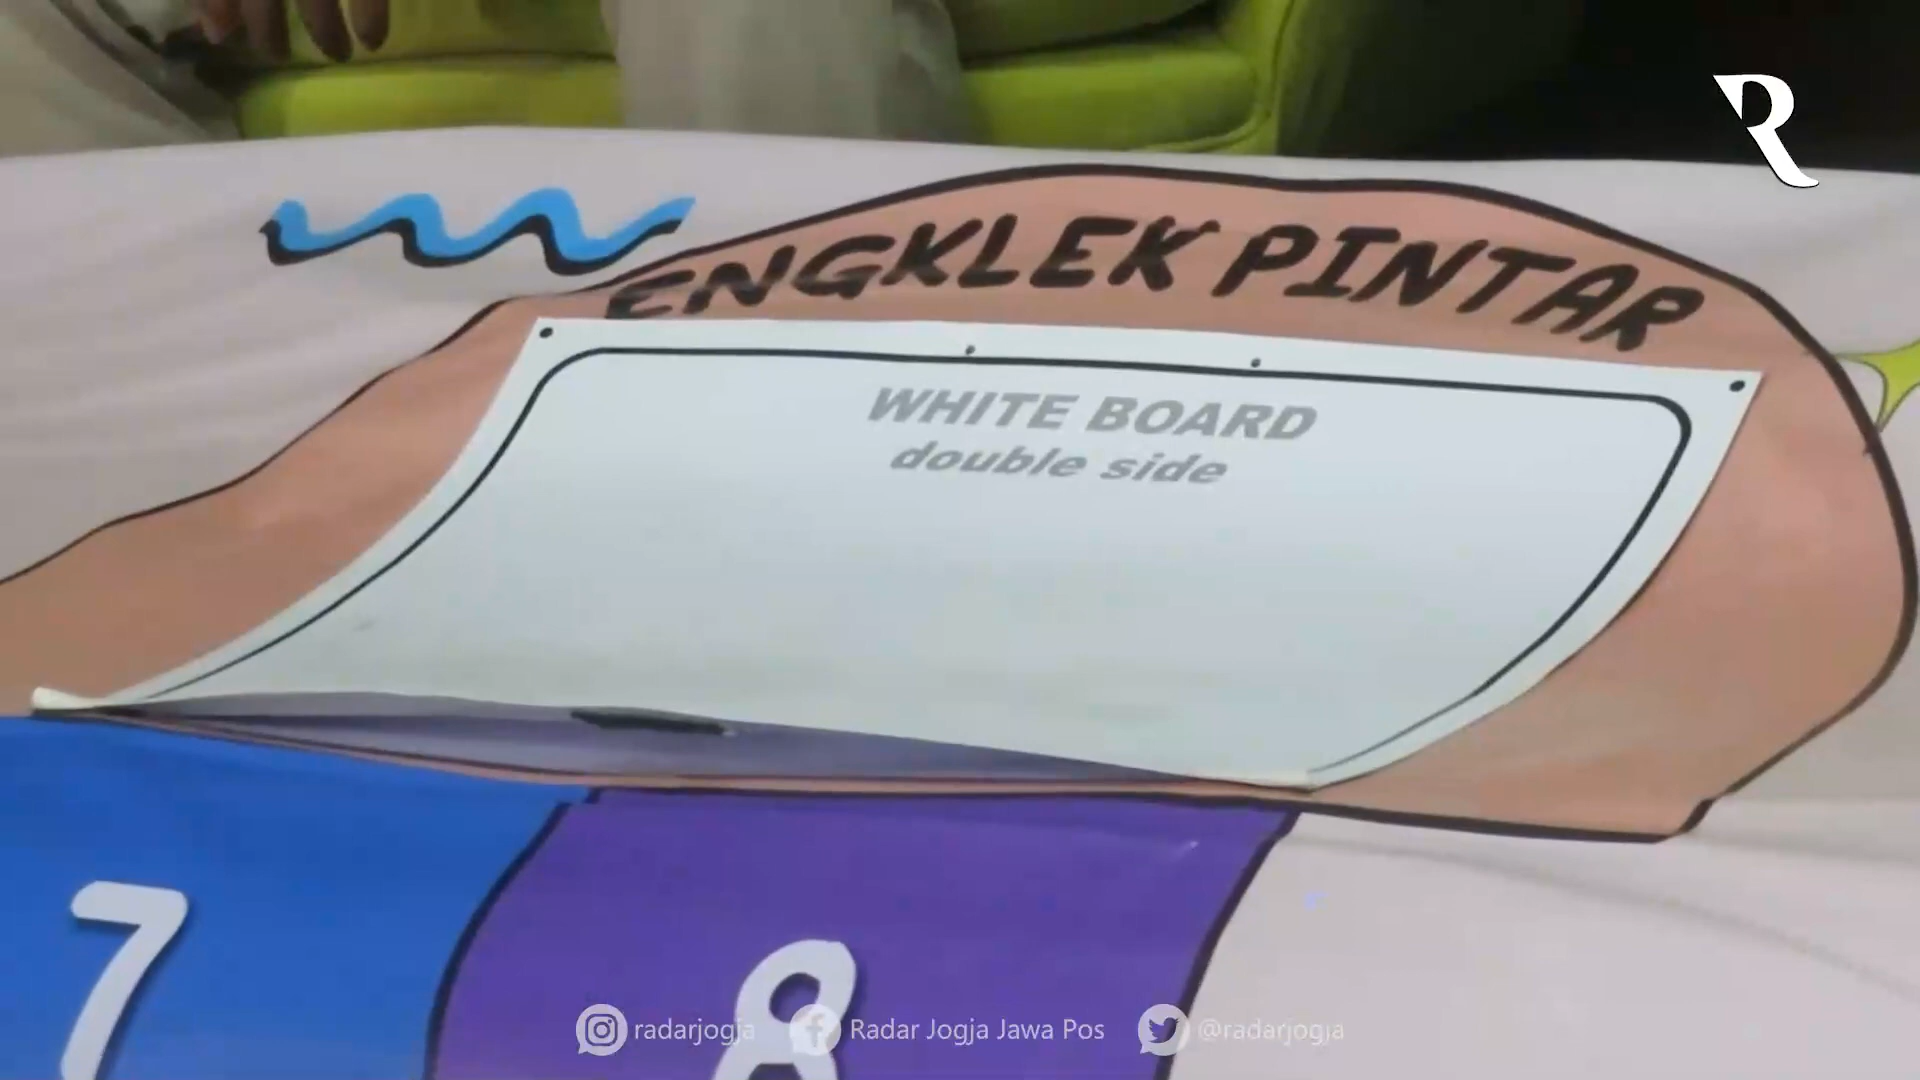 R
ENGKLEK PINTAR
WHITE BOARD
double side
7
8
radarjogja
Radar Jogja Jawa Pos
@radarjogja